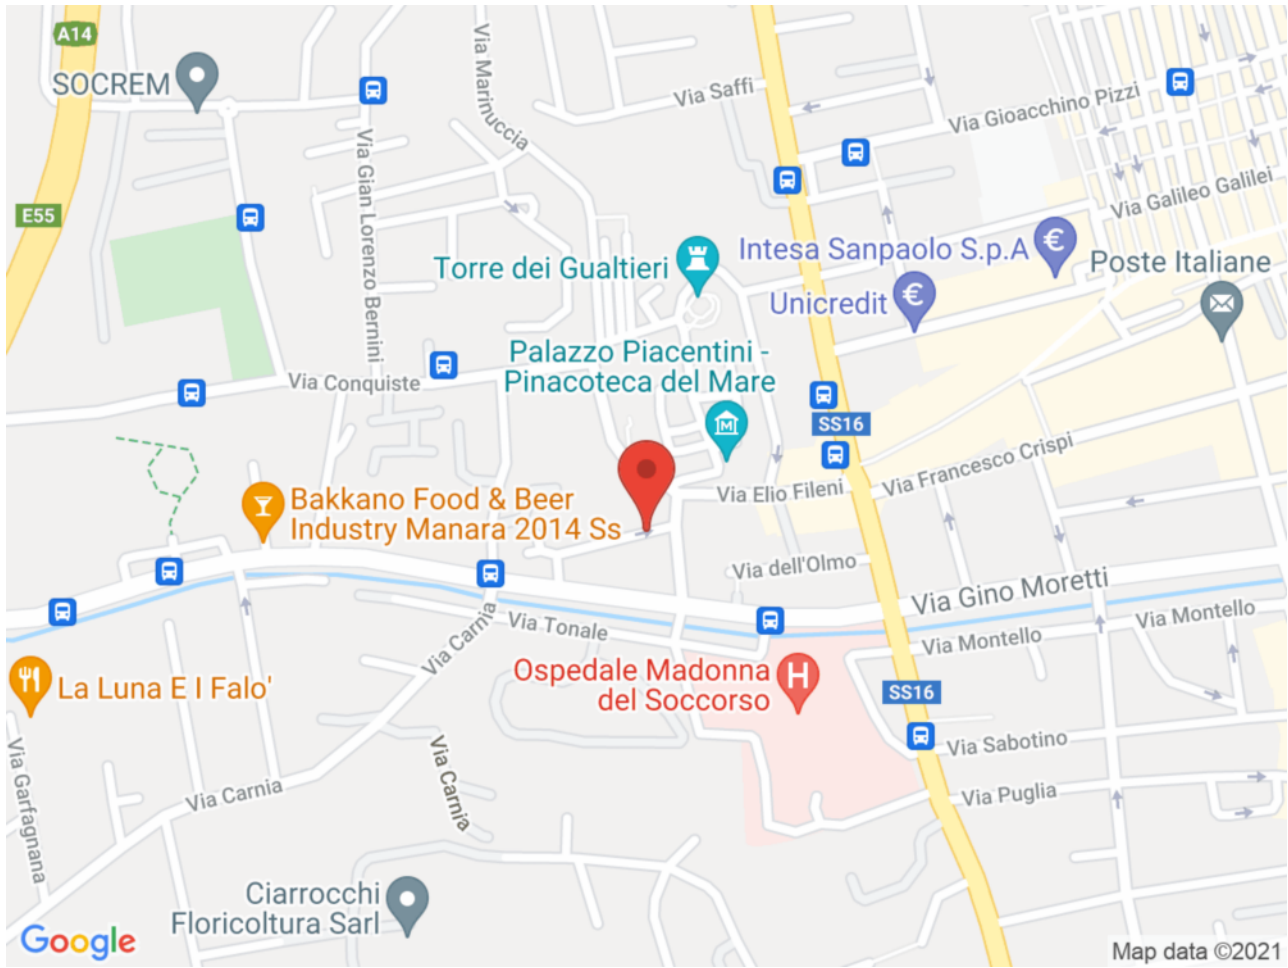 A14
SOCREM
Via Marinuccia
Via Saffi
Via Gioacchino Pizzi
Via Gian Lorenzo Bernini
E55
Via Galileo Galilei
Torre dei Gualtieri
Intesa Sanpaolo S.p.A
€
Unicredit
€
Poste Italiane
Palazzo Piacentini -
Pinacoteca del Mare
M
Via Conquiste
SS16
Via Francesco Crispi
Via Elio Fileni
Bakkano Food & Beer
Industry Manara 2014 Ss
Via dell'Olmo
Via Gino Moretti
Via Montello
Via Montello
Via Tonale
Via Carnia
Ospedale Madonna
del Soccorso
H
La Luna E I Falo'
SS16
Via Sabotino
Via Garfagnana
Via Carnia
Via Carnia
Via Puglia
Ciarrocchi
Floricoltura Sarl
Google
Map data ©2021